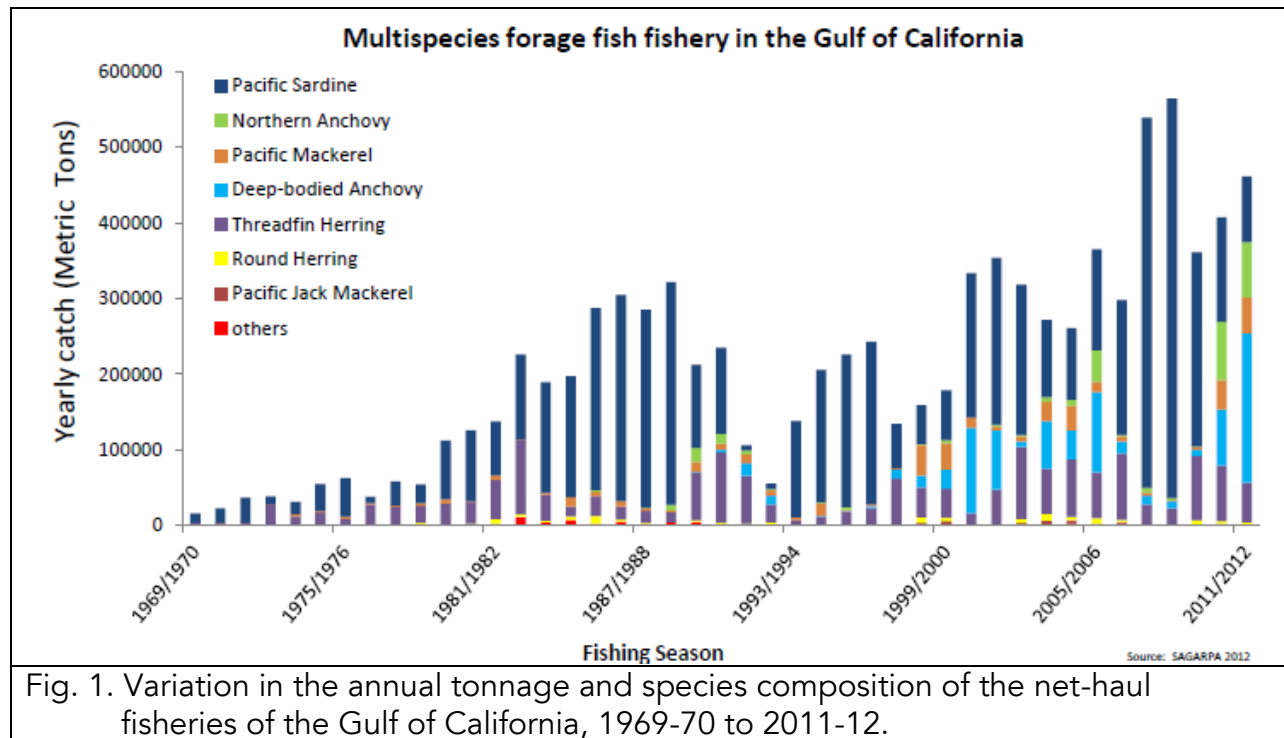 Multispecies forage fish fishery in the Gulf of California
600000
500000
400000
300000
200000
100000
0
Yearly catch (Metric Tons)
Pacific Sardine
Northern Anchovy
Pacific Mackerel
Deep-bodied Anchovy
Threadfin Herring
Round Herring
Pacific Jack Mackerel
others
1969/1970
1975/1976
1981/1982
1987/1988
1993/1994
1999/2000
2005/2006
2011/2012
Fishing Season
Source: SAGARPA 2012
Fig. 1. Variation in the annual tonnage and species composition of the net-haul
fisheries of the Gulf of California, 1969-70 to 2011-12.